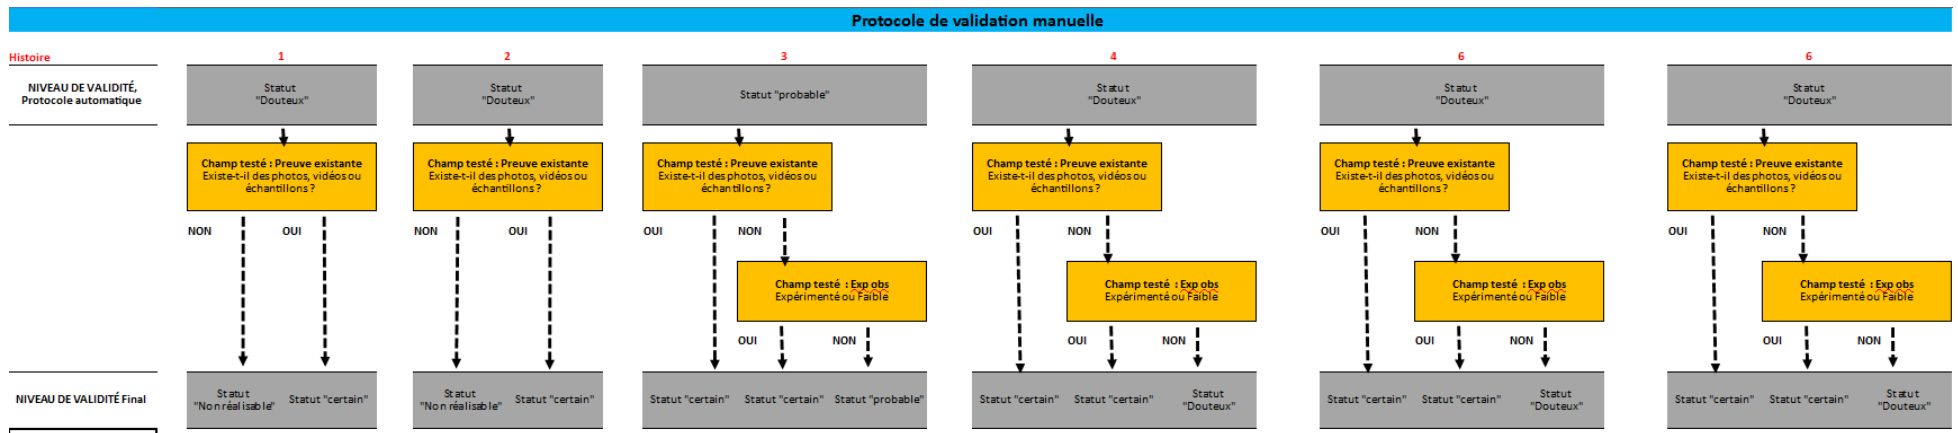 Protocole de validation manuelle
Histoire
1
2
3
4
6
6
NIVEAU DE VALIDITÉ,
Protocole automatique
Statut
"Douteux"
Statut
"Douteux"
Statut "probable"
Statut
"Douteux"
Statut
"Douteux"
Statut
"Douteux"
Champ testé : Preuve existante
Existe-t-il des photos, vidéos ou
échantillons ?
Champ testé : Preuve existante
Existe-t-il des photos, vidéos ou
échantillons ?
Champ testé : Preuve existante
Existe-t-il des photos, vidéos ou
échantillons ?
Champ testé : Preuve existante
Existe-t-il des photos, vidéos ou
échantillons ?
Champ testé : Preuve existante
Existe-t-il des photos, vidéos ou
échantillons ?
Champ testé : Preuve existante
Existe-t-il des photos, vidéos ou
échantillons ?
NON
OUI
NON
OUI
OUI
NON
OUI
NON
OUI
NON
OUI
NON
Champ testé : Exp obs
Expérimenté ou Faible
Champ testé : Exp obs
Expérimenté ou Faible
Champ testé : Exp obs
Expérimenté ou Faible
Champ testé : Exp obs
Expérimenté ou Faible
OUI
NON
OUI
NON
OUI
NON
OUI
NON
NIVEAU DE VALIDITÉ Final
Statut
"Non réalisable"
Statut "certain"
Statut
"Non réalisable"
Statut "certain"
Statut "certain"
Statut "certain"
Statut "probable"
Statut "certain"
Statut "certain"
Statut
"Douteux"
Statut "certain"
Statut "certain"
Statut
"Douteux"
Statut "certain"
Statut "certain"
Statut
"Douteux"